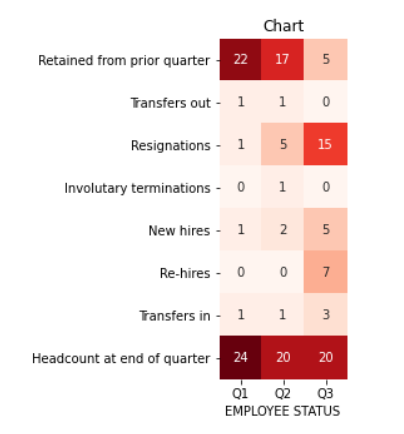 Chart
Retained from prior quarter 22 17 5
Transfers out 1 1 0
Resignations 1 5 15
Involutary terminations 0 1 0
New hires 1 2 5
Re-hires 0 0 7
Transfers in 1 1 3
Headcount at end of quarter 24 20 20
Q1 Q2 Q3
EMPLOYEE STATUS